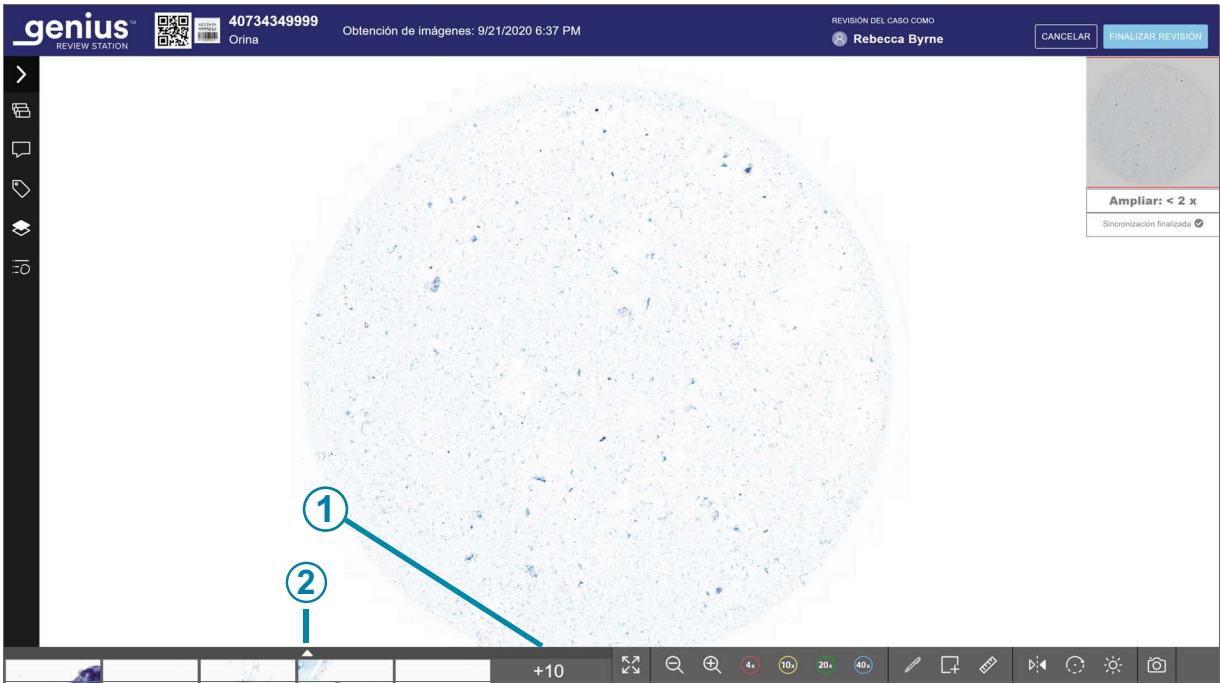 genius™
REVIEW STATION
40734349999
Orina
Obtención de imágenes: 9/21/2020 6:37 PM
REVISIÓN DEL CASO COMO
Rebecca Byrne
CANCELAR
FINALIZAR REVISIÓN
Ampliar: < 2 x
Sincronización finalizada
1
2
+10
4x
10x
20x
40x